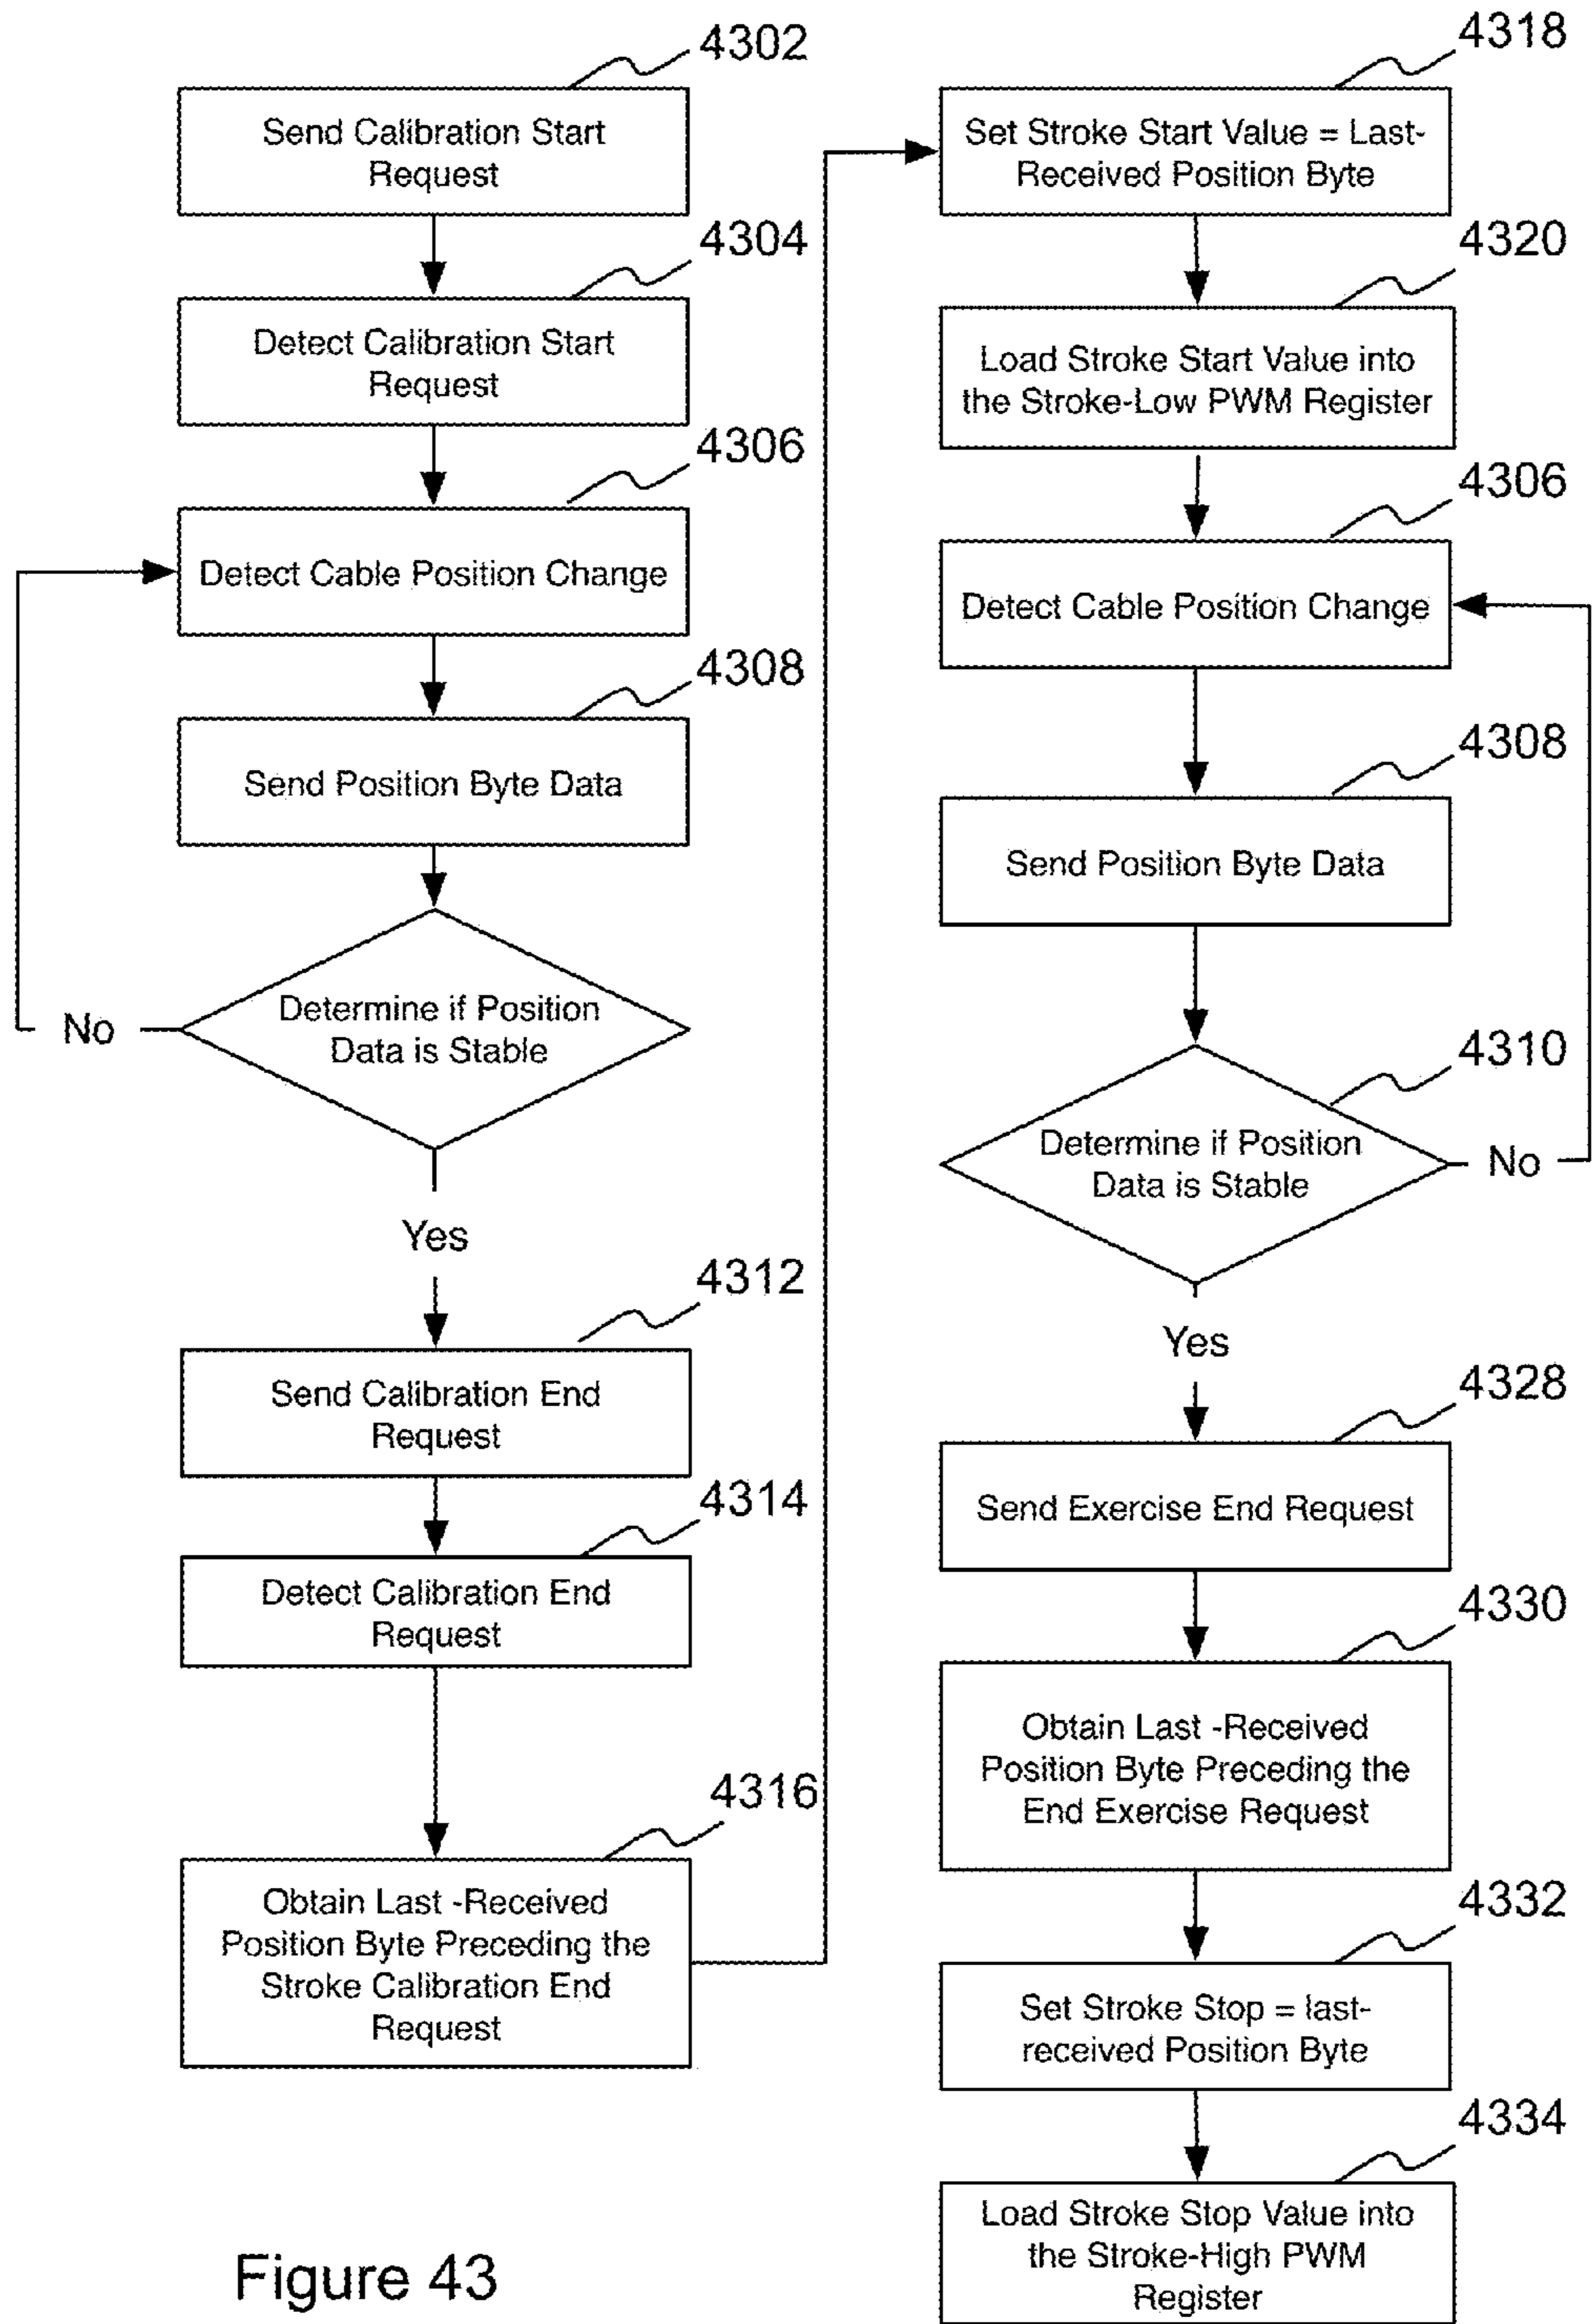 4302
Send Calibration Start
Request
4304
Detect Calibration Start
Request
4306
Detect Cable Position Change
4308
Send Position Byte Data
Determine if Position
Data is Stable
No
Yes
4312
Send Calibration End
Request
4314
Detect Calibration End
Request
4316
Obtain Last -Received
Position Byte Preceding the
Stroke Calibration End
Request
4318
Set Stroke Start Value = Last-
Received Position Byte
4320
Load Stroke Start Value into
the Stroke-Low PWM Register
4306
Detect Cable Position Change
4308
Send Position Byte Data
4310
Determine if Position
Data is Stable
No
Yes
4328
Send Exercise End Request
4330
Obtain Last -Received
Position Byte Preceding the
End Exercise Request
4332
Set Stroke Stop = last-
received Position Byte
4334
Load Stroke Stop Value into
the Stroke-High PWM
Register
Figure 43